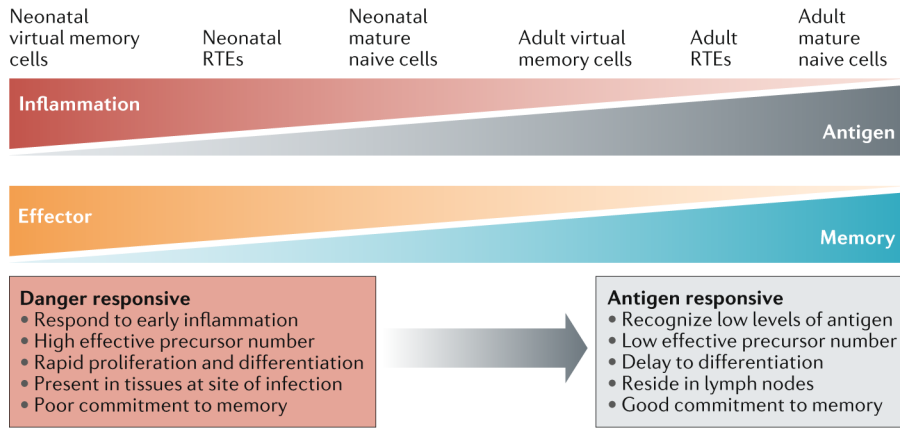 Neonatal
virtual memory
cells
Neonatal
RTEs
Neonatal
mature
naive cells
Adult virtual
memory cells
Adult
RTEs
Adult
mature
naive cells
Inflammation
Antigen
Effector
Memory
Danger responsive
• Respond to early inflammation
• High effective precursor number
• Rapid proliferation and differentiation
• Present in tissues at site of infection
• Poor commitment to memory
Antigen responsive
• Recognize low levels of antigen
• Low effective precursor number
• Delay to differentiation
• Reside in lymph nodes
• Good commitment to memory